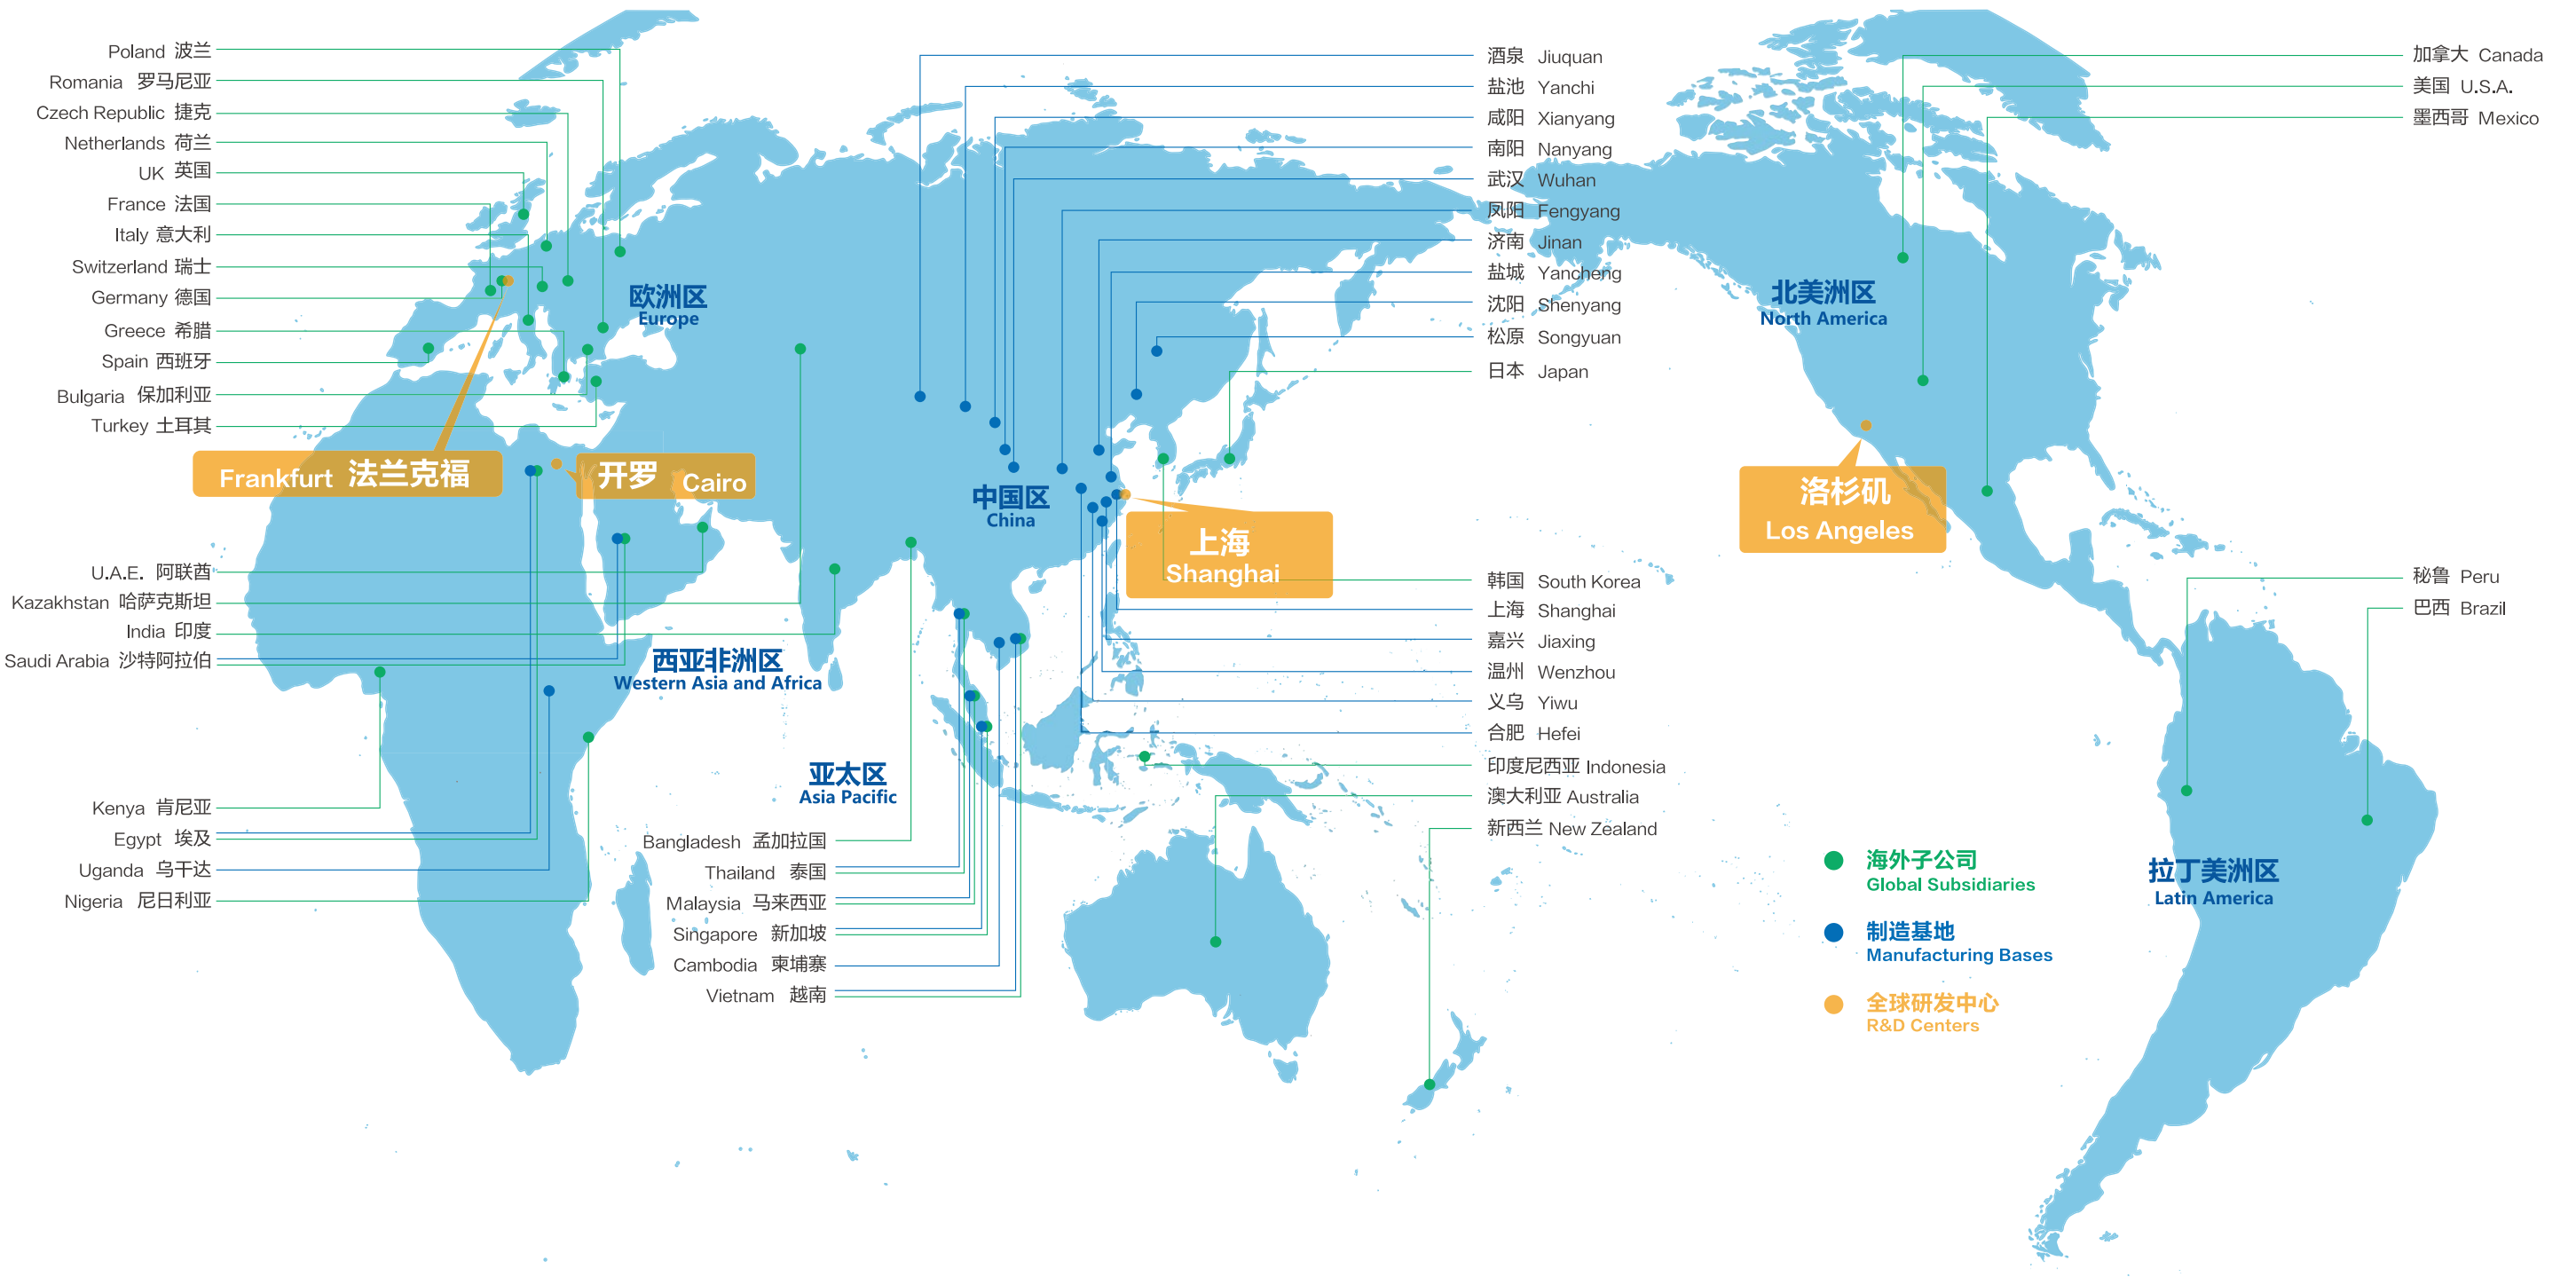 Poland 波兰
Romania 罗马尼亚
Czech Republic 捷克
Netherlands 荷兰
UK 英国
France 法国
Italy 意大利
Switzerland 瑞士
Germany 德国
Greece 希腊
Spain 西班牙
Bulgaria 保加利亚
Turkey 土耳其
Frankfurt 法兰克福
开罗 Cairo
U.A.E. 阿联酋
Kazakhstan 哈萨克斯坦
India 印度
Saudi Arabia 沙特阿拉伯
Kenya 肯尼亚
Egypt 埃及
Uganda 乌干达
Nigeria 尼日利亚
欧洲区
Europe
西亚非洲区
Western Asia and Africa
亚太区
Asia Pacific
Bangladesh 孟加拉国
Thailand 泰国
Malaysia 马来西亚
Singapore 新加坡
Cambodia 柬埔寨
Vietnam 越南
中国区
China
上海
Shanghai
酒泉 Jiuquan
盐池 Yanchi
咸阳 Xianyang
南阳 Nanyang
武汉 Wuhan
凤阳 Fengyang
济南 Jinan
盐城 Yancheng
沈阳 Shenyang
松原 Songyuan
日本 Japan
韩国 South Korea
上海 Shanghai
嘉兴 Jiaxing
温州 Wenzhou
义乌 Yiwu
合肥 Hefei
印度尼西亚 Indonesia
澳大利亚 Australia
新西兰 New Zealand
北美洲区
North America
洛杉矶
Los Angeles
加拿大 Canada
美国 U.S.A.
墨西哥 Mexico
秘鲁 Peru
巴西 Brazil
拉丁美洲区
Latin America
海外子公司
Global Subsidiaries
制造基地
Manufacturing Bases
全球研发中心
R&D Centers